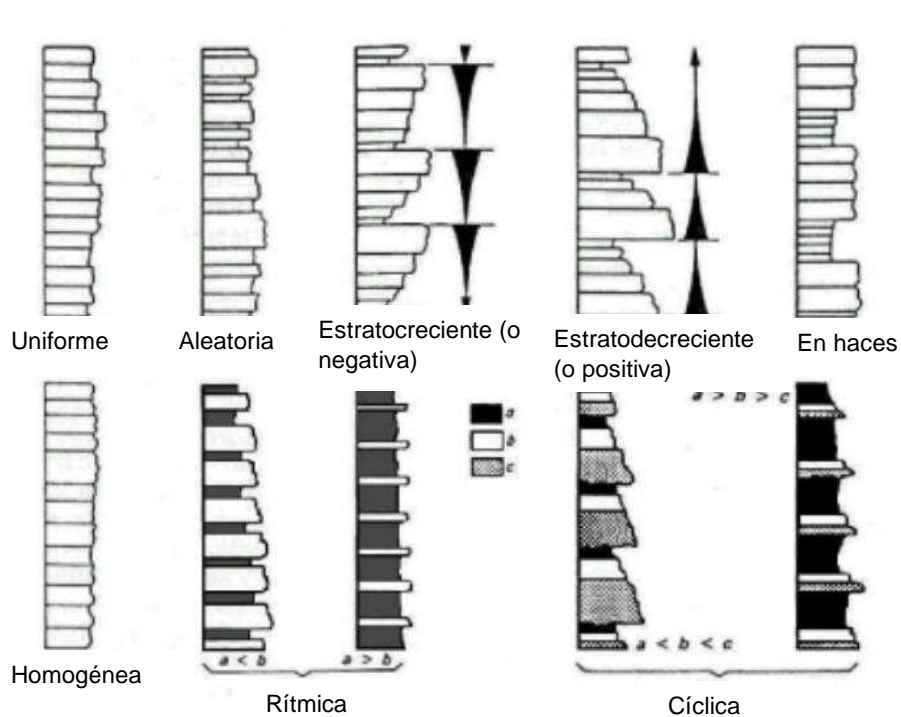 Uniforme
Aleatoria
Estratocreciente (o
negativa)
Estratodecreciente
(o positiva)
En haces
a
b
c
a > b > c
a < b < c
Homogénea
a < b
a > b
Rítmica
Cíclica